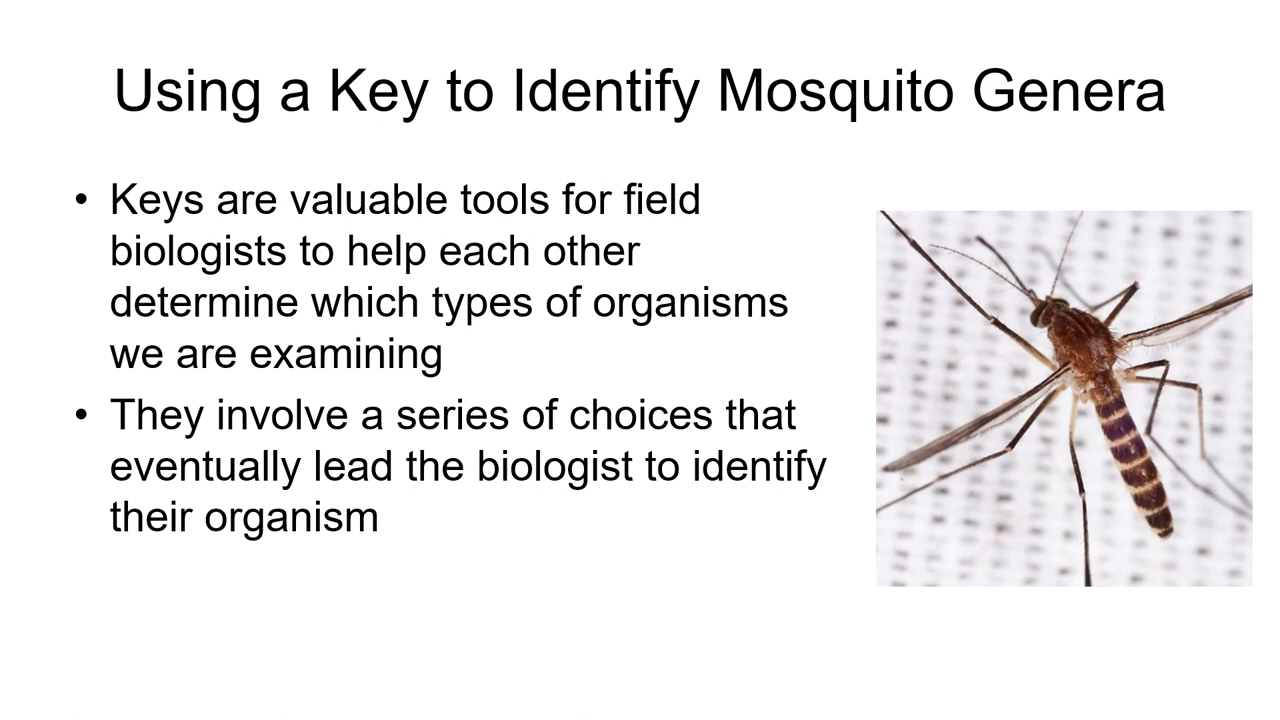 Using a Key to Identify Mosquito Genera
• Keys are valuable tools for field
biologists to help each other
determine which types of organisms
we are examining
• They involve a series of choices that
eventually lead the biologist to identify
their organism